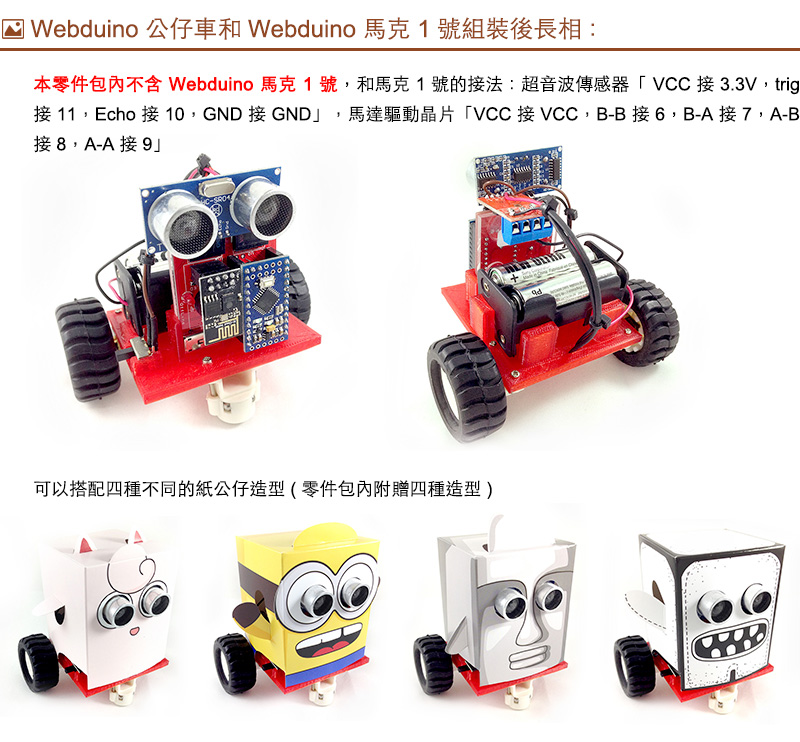 Webduino 公仔車和 Webduino 馬克 1 號組裝後長相：
本零件包內不含 Webduino 馬克 1 號，和馬克 1 號的接法：超音波傳感器「 VCC 接 3.3V，trig
接 11，Echo 接 10，GND 接 GND」，馬達驅動晶片「VCC 接 VCC，B-B 接 6，B-A 接 7，A-B
接 8，A-A 接 9」
HC-SR04
可以搭配四種不同的紙公仔造型 ( 零件包內附贈四種造型 )